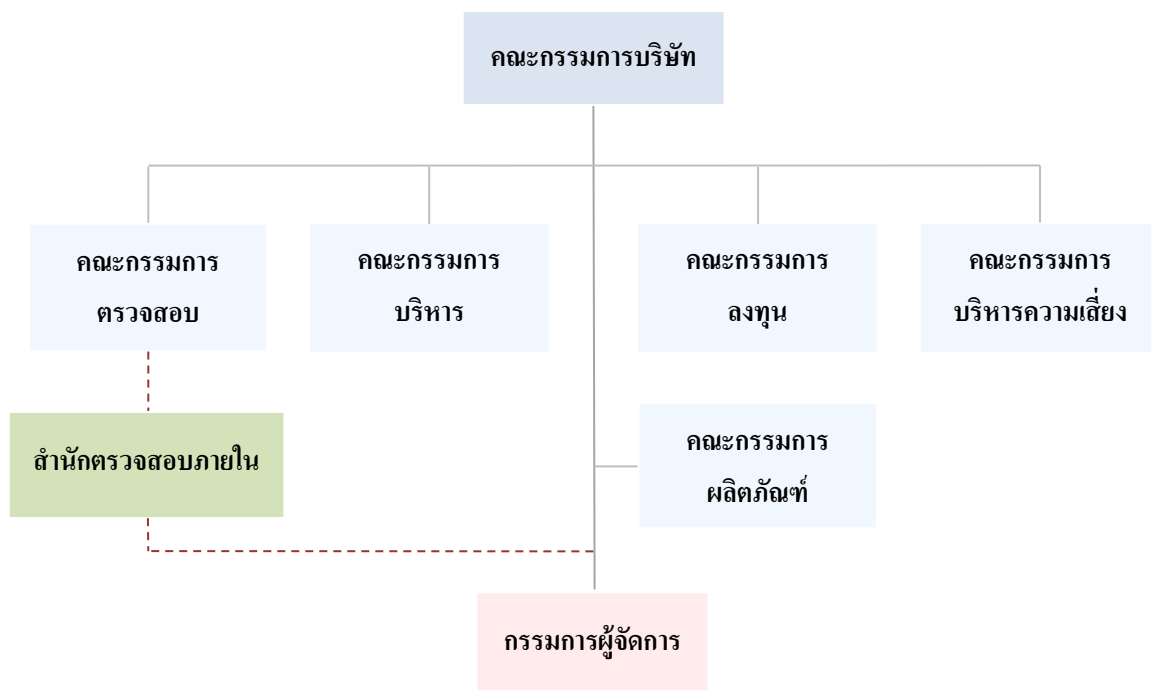 คณะกรรมการบริษัท
คณะกรรมการ
ตรวจสอบ
คณะกรรมการ
บริหาร
คณะกรรมการ
ลงทุน
คณะกรรมการ
บริหารความเสี่ยง
สำนักตรวจสอบภายใน
คณะกรรมการ
ผลิตภัณฑ์
กรรมการผู้จัดการ